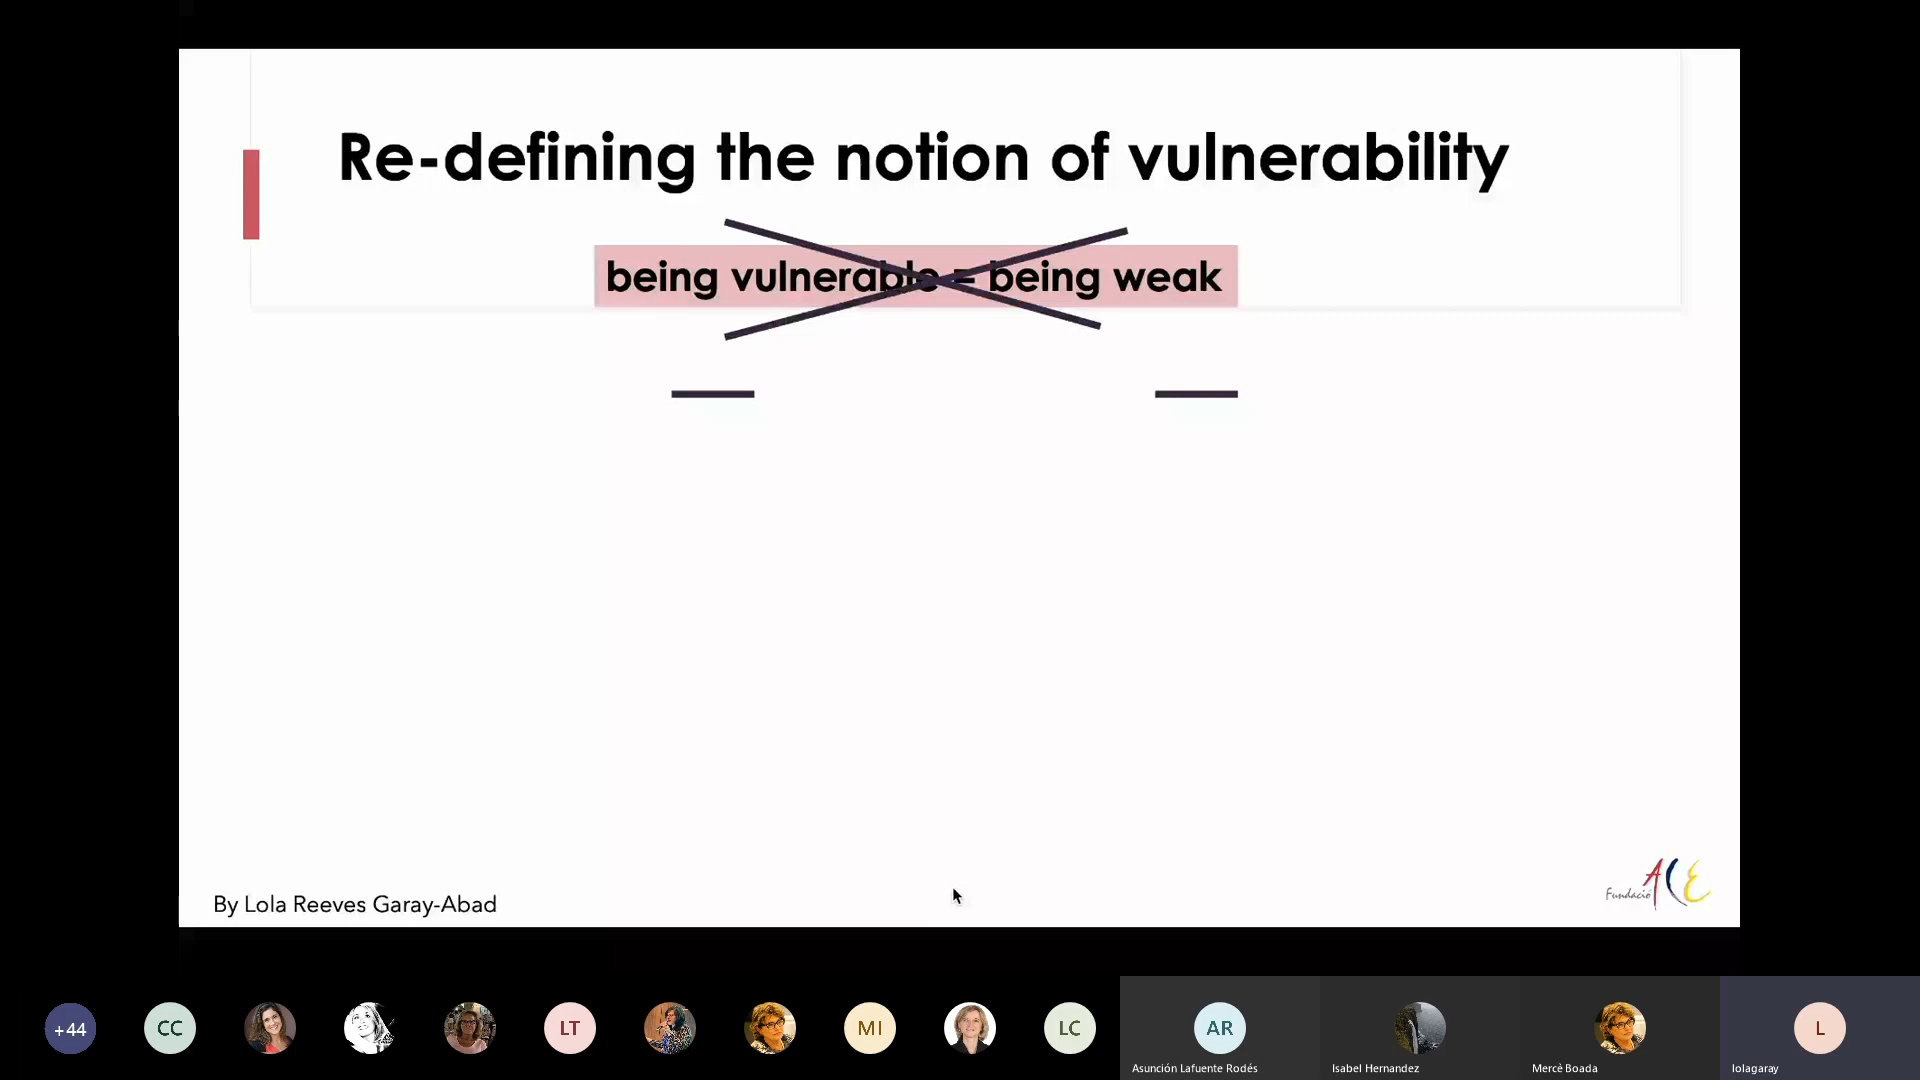 Re-defining the notion of vulnerability
being vulnerable = being weak
By Lola Reeves Garay-Abad
Fundació ACE
+44
CC
LT
MI
LC
AR
L
Asunción Lafuente Rodés
Isabel Hernandez
Mercè Boada
lolagaray